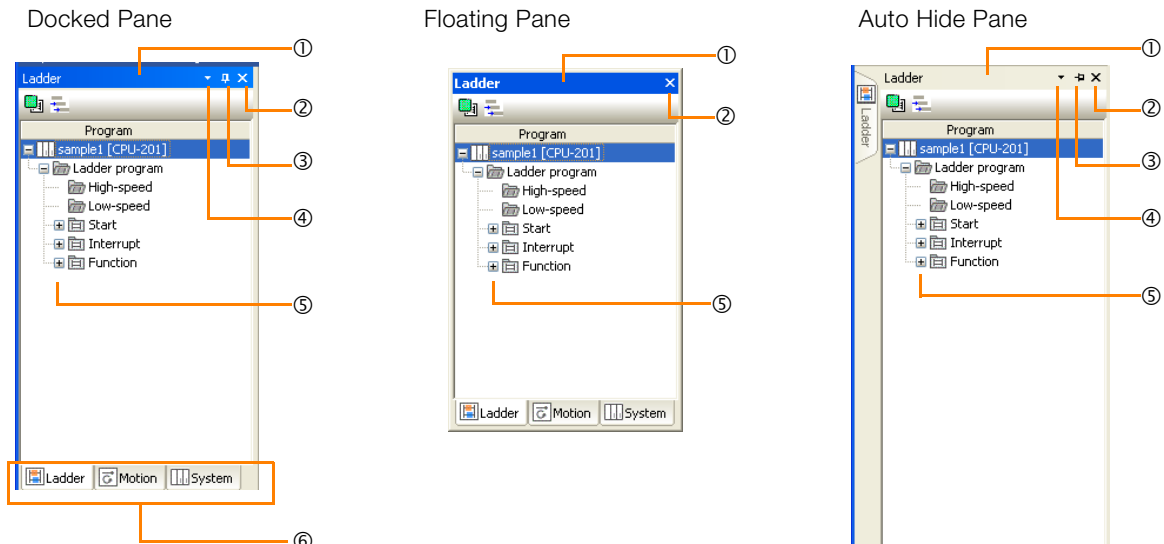 Docked Pane
①
Ladder
②
Program
sample1 [CPU-201]
③
Ladder program
High-speed
Low-speed
④
Start
Interrupt
Function
⑤
Ladder
Motion
System
⑥
Floating Pane
①
Ladder
②
Program
sample1 [CPU-201]
Ladder program
High-speed
Low-speed
Start
Interrupt
Function
⑤
Ladder
Motion
System
Auto Hide Pane
①
Ladder
Ladder
②
Program
sample1 [CPU-201]
③
Ladder program
High-speed
Low-speed
④
Start
Interrupt
Function
⑤